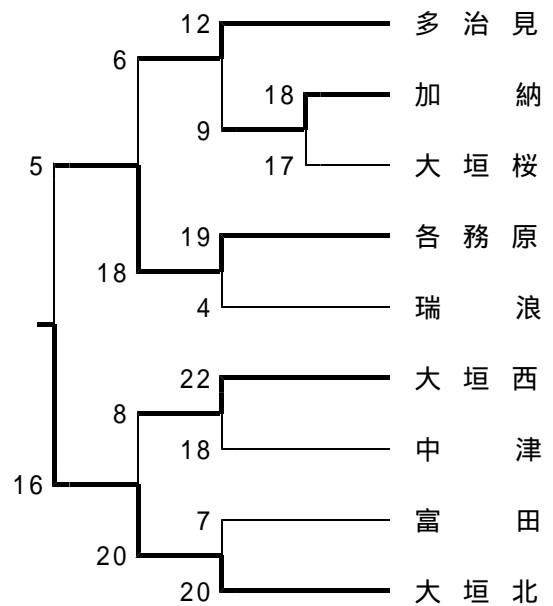 12 多治見
6
18 加納
9
17 大垣桜
5
19 各務原
18
4 瑞浪
22 大垣西
8
18 中津
16
7 富田
20
20 大垣北